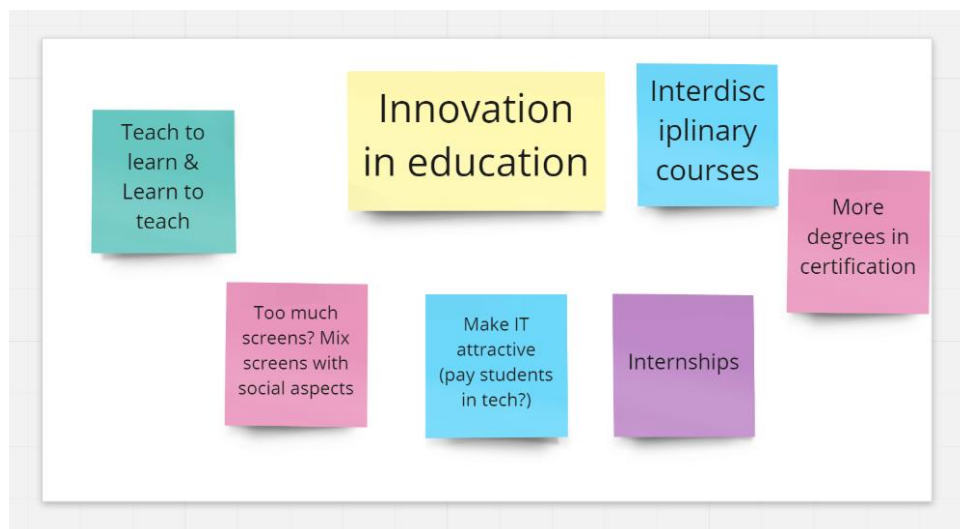 Innovation
in education
Teach to
learn &
Learn to
teach
Interdisc
iplinary
courses
More
degrees in
certification
Too much
screens? Mix
screens with
social aspects
Make IT
attractive
(pay students
in tech?)
Internships